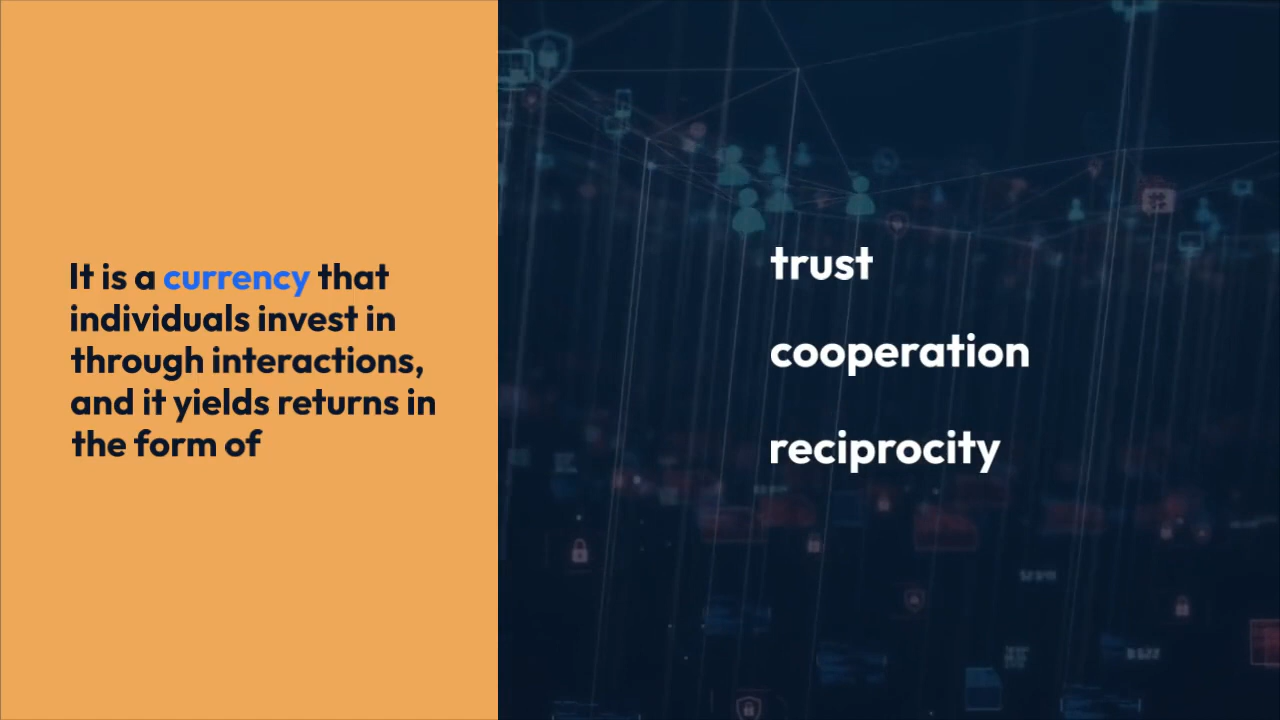 It is a currency that
individuals invest in
through interactions,
and it yields returns in
the form of
trust
cooperation
reciprocity